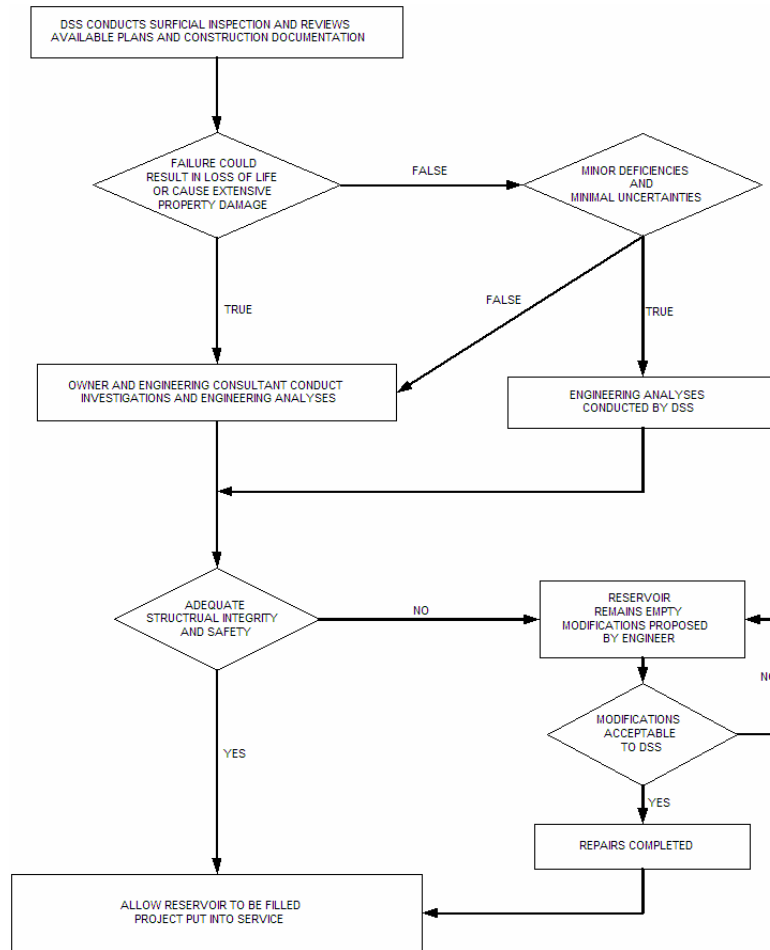 DSS CONDUCTS SURFICIAL INSPECTION AND REVIEWS
AVAILABLE PLANS AND CONSTRUCTION DOCUMENTATION
FAILURE COULD
RESULT IN LOSS OF LIFE
OR CAUSE EXTENSIVE
PROPERTY DAMAGE
FALSE
MINOR DEFICIENCIES
AND
MINIMAL UNCERTAINTIES
TRUE
FALSE
TRUE
OWNER AND ENGINEERING CONSULTANT CONDUCT
INVESTIGATIONS AND ENGINEERING ANALYSES
ENGINEERING ANALYSES
CONDUCTED BY DSS
ADEQUATE
STRUCTRUAL INTEGRITY
AND SAFETY
NO
RESERVOIR
REMAINS EMPTY
MODIFICATIONS PROPOSED
BY ENGINEER
NO
MODIFICATIONS
ACCEPTABLE
TO DSS
YES
YES
REPAIRS COMPLETED
ALLOW RESERVOIR TO BE FILLED
PROJECT PUT INTO SERVICE